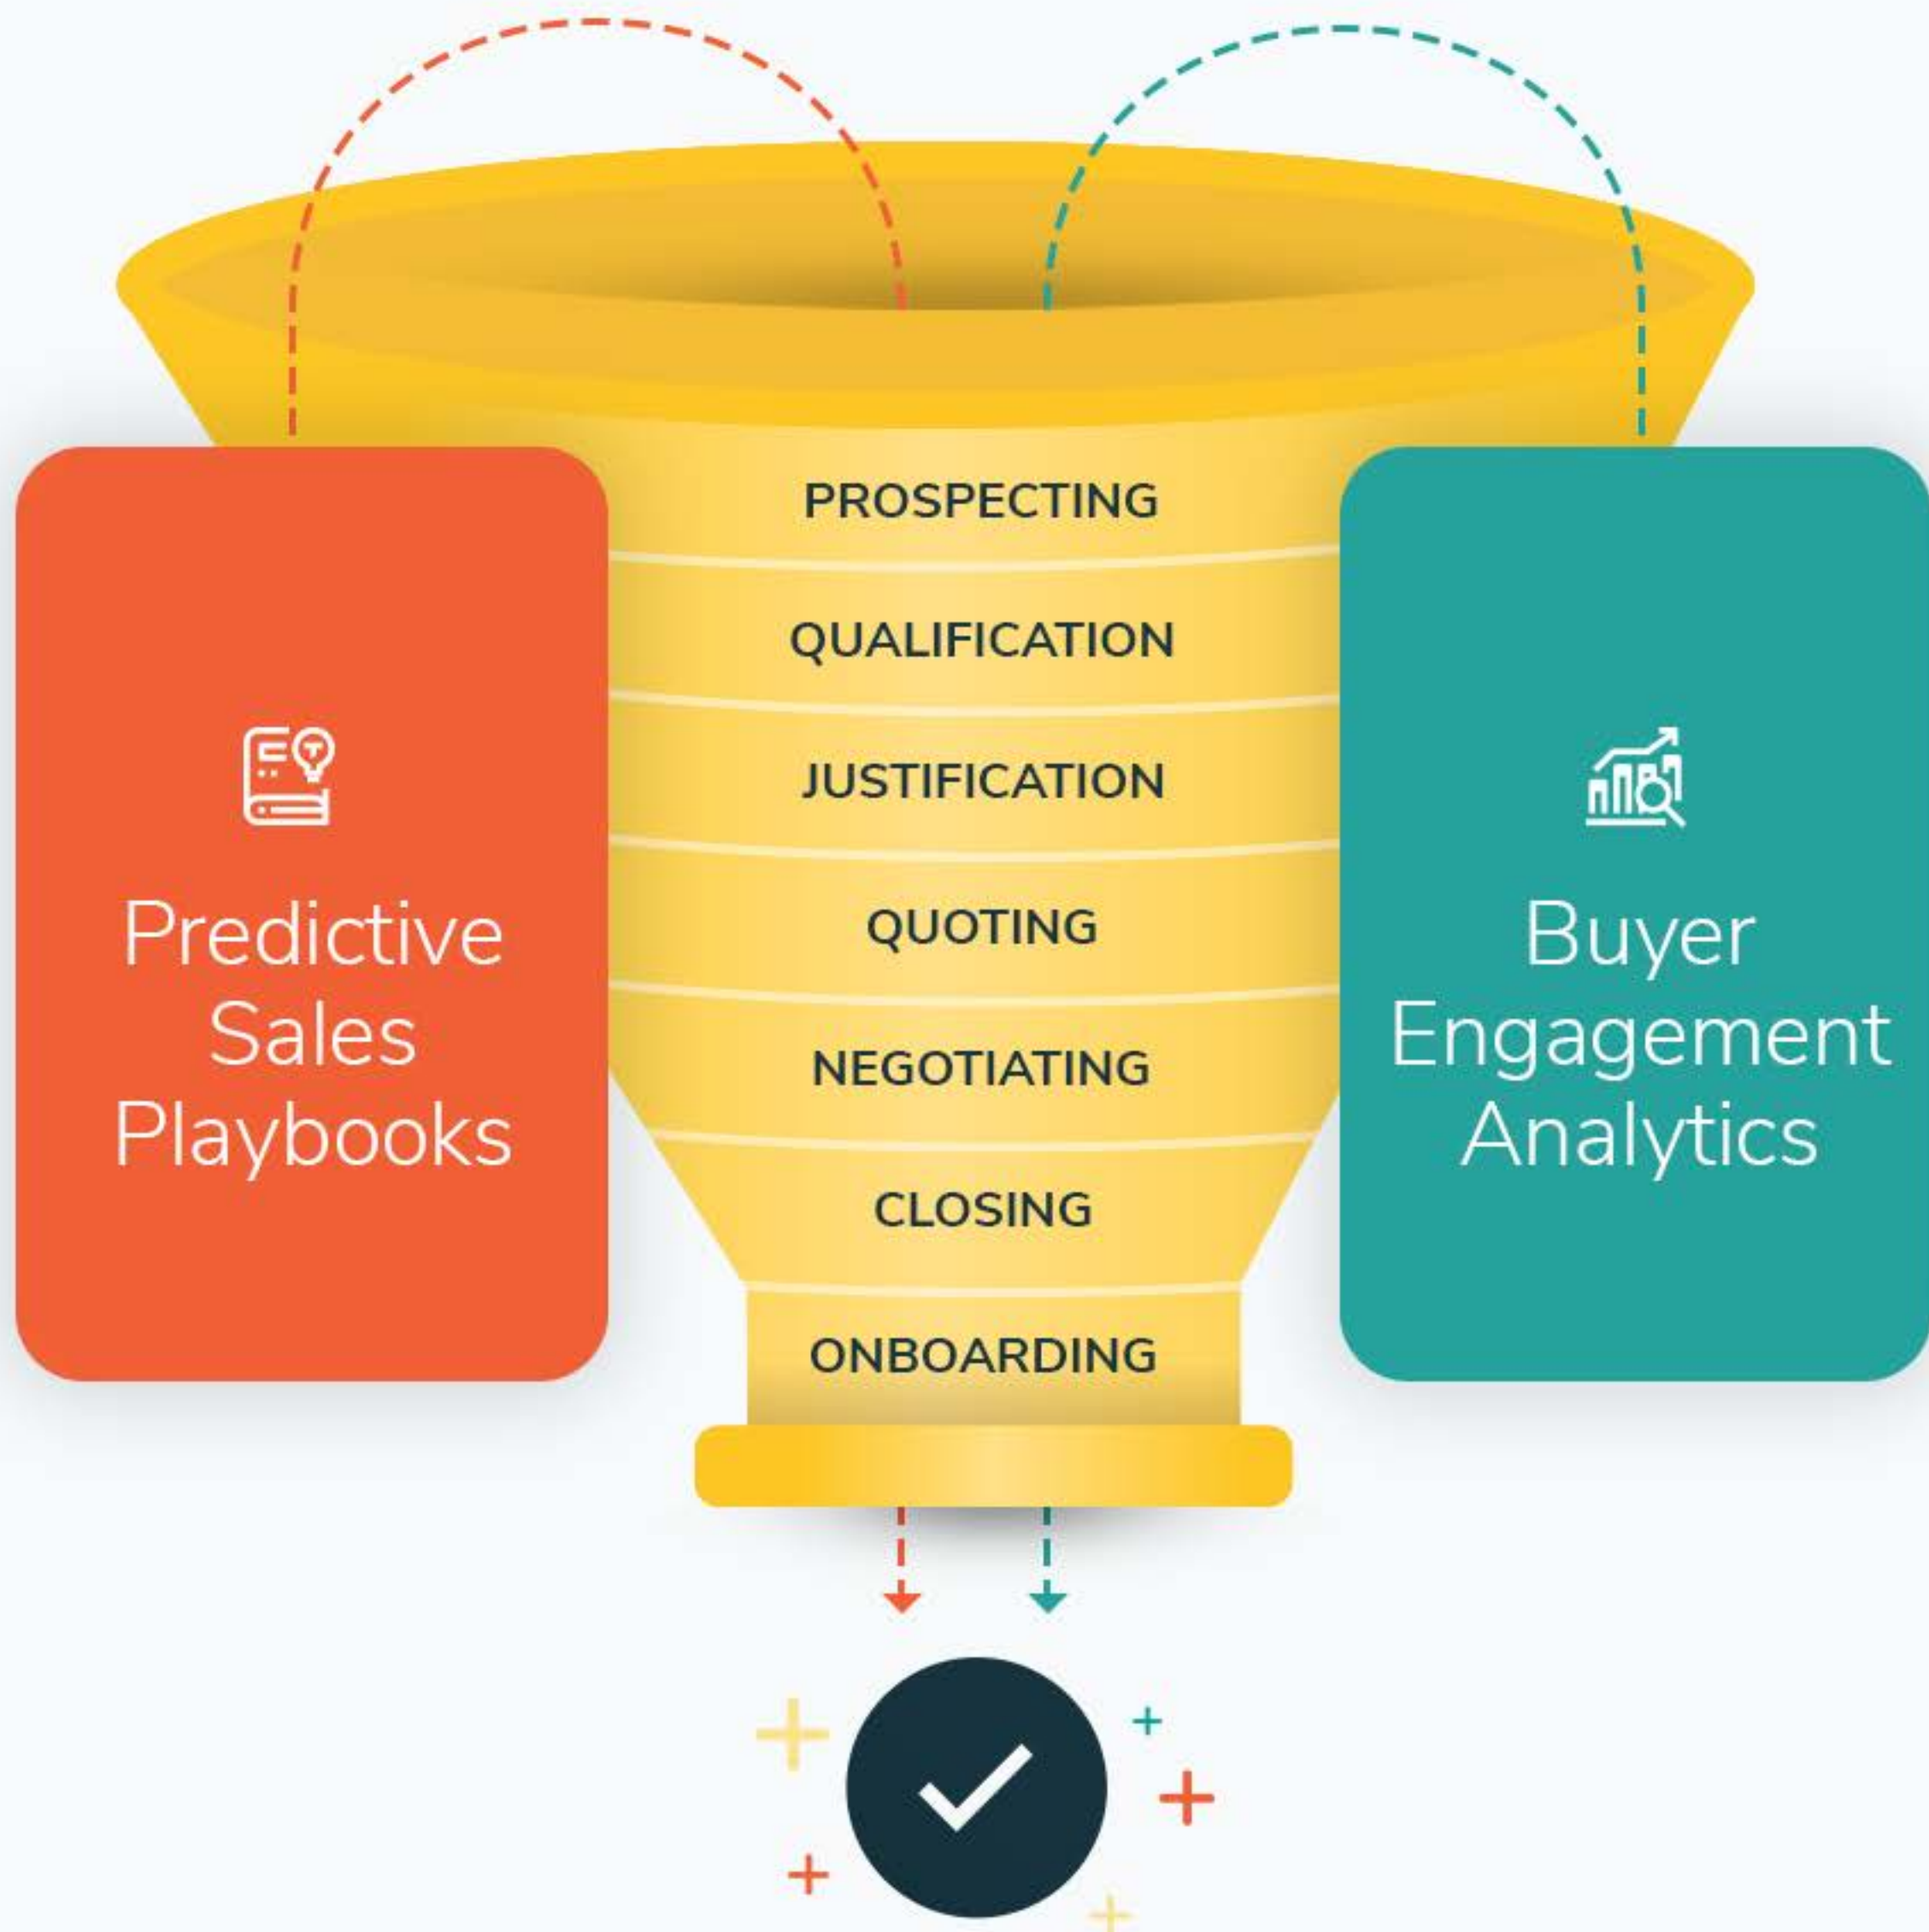 PROSPECTING
QUALIFICATION
JUSTIFICATION
QUOTING
NEGOTIATING
CLOSING
ONBOARDING
Predictive
Sales
Playbooks
Buyer
Engagement
Analytics